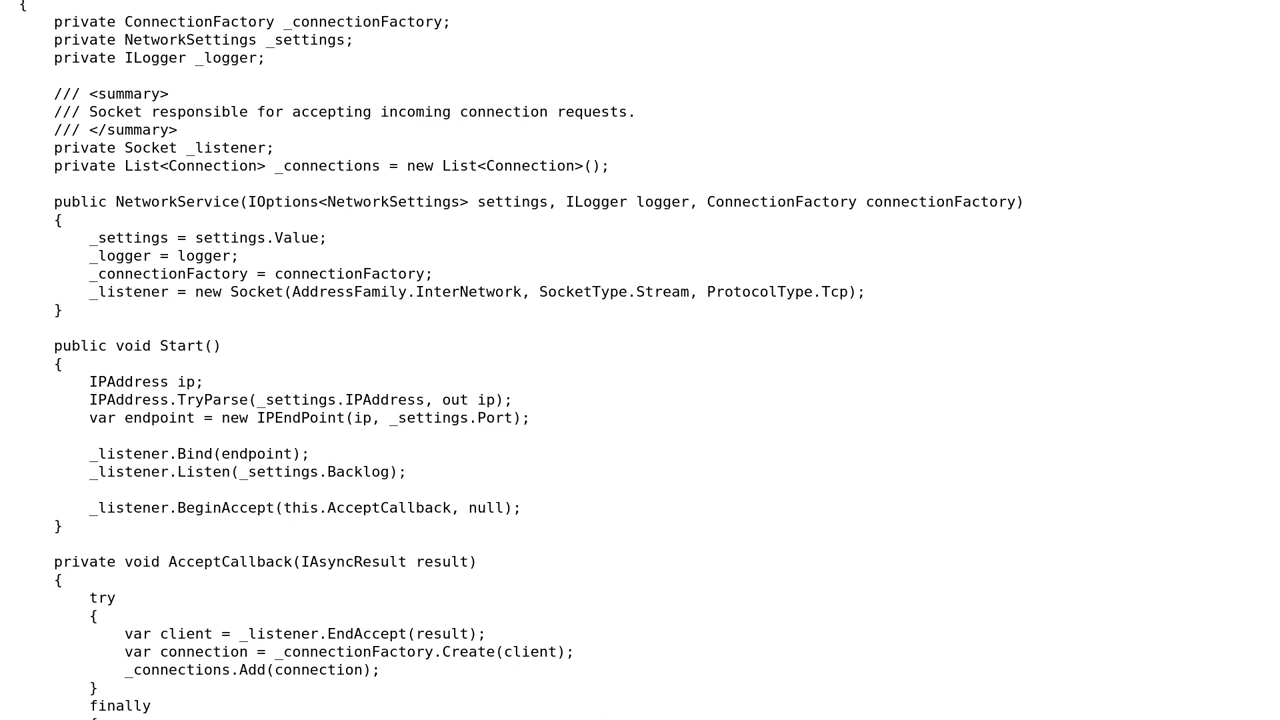 {
    private ConnectionFactory _connectionFactory;
    private NetworkSettings _settings;
    private ILogger _logger;

    /// <summary>
    /// Socket responsible for accepting incoming connection requests.
    /// </summary>
    private Socket _listener;
    private List<Connection> _connections = new List<Connection>();

    public NetworkService(IOptions<NetworkSettings> settings, ILogger logger, ConnectionFactory connectionFactory)
    {
        _settings = settings.Value;
        _logger = logger;
        _connectionFactory = connectionFactory;
        _listener = new Socket(AddressFamily.InterNetwork, SocketType.Stream, ProtocolType.Tcp);
    }

    public void Start()
    {
        IPAddress ip;
        IPAddress.TryParse(_settings.IPAddress, out ip);
        var endpoint = new IPEndPoint(ip, _settings.Port);

        _listener.Bind(endpoint);
        _listener.Listen(_settings.Backlog);

        _listener.BeginAccept(this.AcceptCallback, null);
    }

    private void AcceptCallback(IAsyncResult result)
    {
        try
        {
            var client = _listener.EndAccept(result);
            var connection = _connectionFactory.Create(client);
            _connections.Add(connection);
        }
        finally
        {